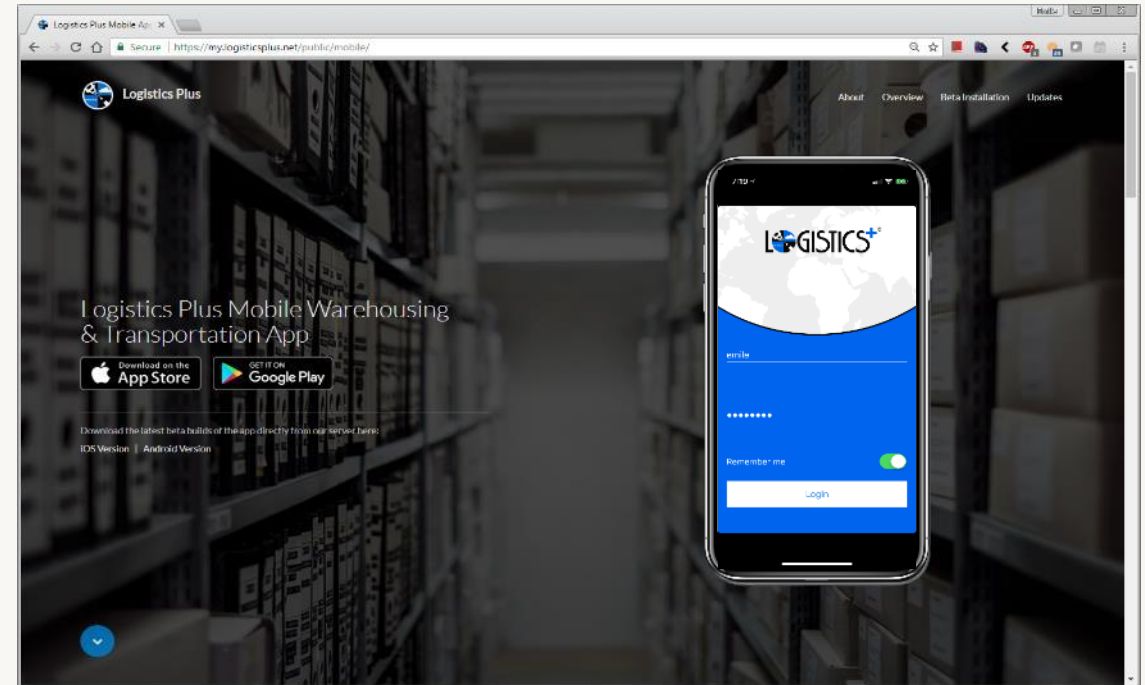 Logistics Plus Mobile Ap
Secure | https://my.logisticsplus.net/public/mobile/
Logistics Plus
About Overview Beta Installation Updates
7:19
LOGISTICS+
Logistics Plus Mobile Warehousing
& Transportation App
Download on the
App Store
GET IT ON
Google Play
Download the latest beta builds of the app directly from our server here:
iOS Version | Android Version
emile
Remember me
Login